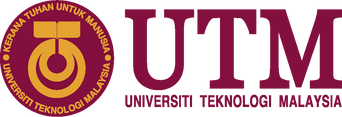 • KERANA TUHAN UNTUK MANUSIA •
UNIVERSITI TEKNOLOGI MALAYSIA
UTM
UNIVERSITI TEKNOLOGI MALAYSIA